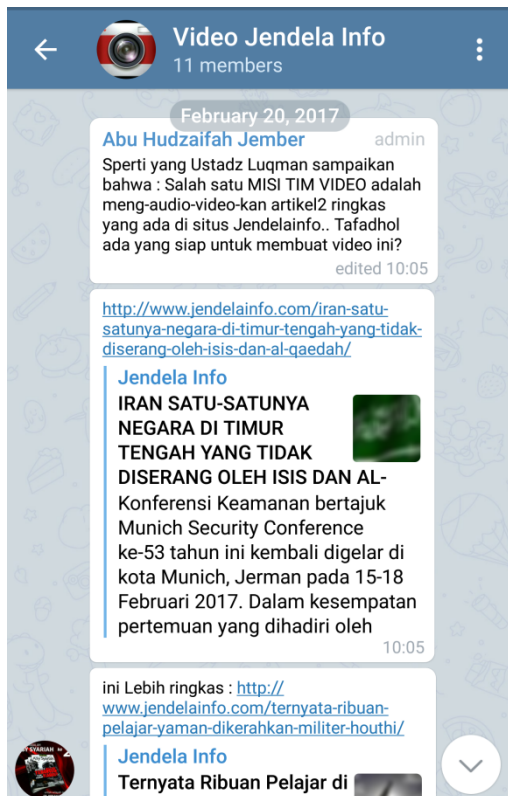 Video Jendela Info
11 members
February 20, 2017
Abu Hudzaifah Jember admin
Sperti yang Ustadz Luqman sampaikan
bahwa : Salah satu MISI TIM VIDEO adalah
meng-audio-video-kan artikel2 ringkas
yang ada di situs Jendelainfo.. Tafadhol
ada yang siap untuk membuat video ini?
edited 10:05
http://www.jendelainfo.com/iran-satu-
satunya-negara-di-timur-tengah-yang-tidak-
diserang-oleh-isis-dan-al-qaedah/
Jendela Info
IRAN SATU-SATUNYA
NEGARA DI TIMUR
TENGAH YANG TIDAK
DISERANG OLEH ISIS DAN AL-
Konferensi Keamanan bertajuk
Munich Security Conference
ke-53 tahun ini kembali digelar di
kota Munich, Jerman pada 15-18
Februari 2017. Dalam kesempatan
pertemuan yang dihadiri oleh
10:05
ini Lebih ringkas : http://
www.jendelainfo.com/ternyata-ribuan-
pelajar-yaman-dikerahkan-militer-houthi/
Jendela Info
Ternyata Ribuan Pelajar di